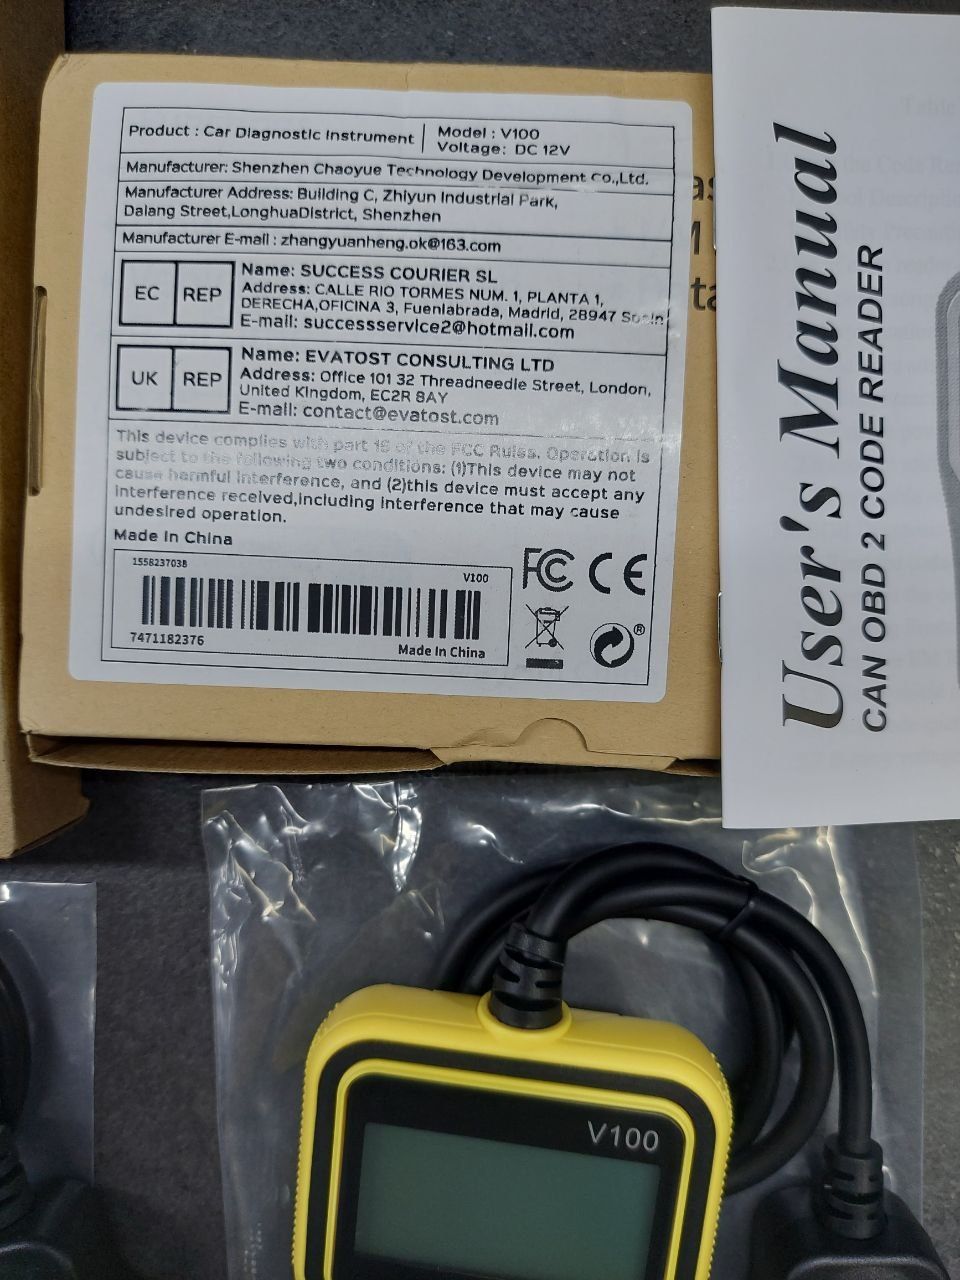 Product : Car Diagnostic Instrument
Model : V100
Voltage: DC 12V
Manufacturer: Shenzhen Chaoyue Technology Development Co.,Ltd.
Manufacturer Address: Building C, Zhiyun Industrial Park,
Dalang Street,LonghuaDistrict, Shenzhen
Manufacturer E-mail : zhangyuanheng.ok@163.com
EC REP
Name: SUCCESS COURIER SL
Address: CALLE RIO TORMES NUM. 1, PLANTA 1,
DERECHA,OFICINA 3, Fuenlabrada, Madrid, 28947 Spain
E-mail: successservice2@hotmail.com
UK REP
Name: EVATOST CONSULTING LTD
Address: Office 101 32 Threadneedle Street, London,
United Kingdom, EC2R 8AY
E-mail: contact@evatost.com
This device complies with part 15 of the FCC Rules. Operation is
subject to the following two conditions: (1)This device may not
cause harmful interference, and (2)this device must accept any
interference received,including interference that may cause
undesired operation.
Made In China
155823703B
V100
7471182376
Made In China
FC CE
®
User's Manual
CAN OBD 2 CODE READER
V100